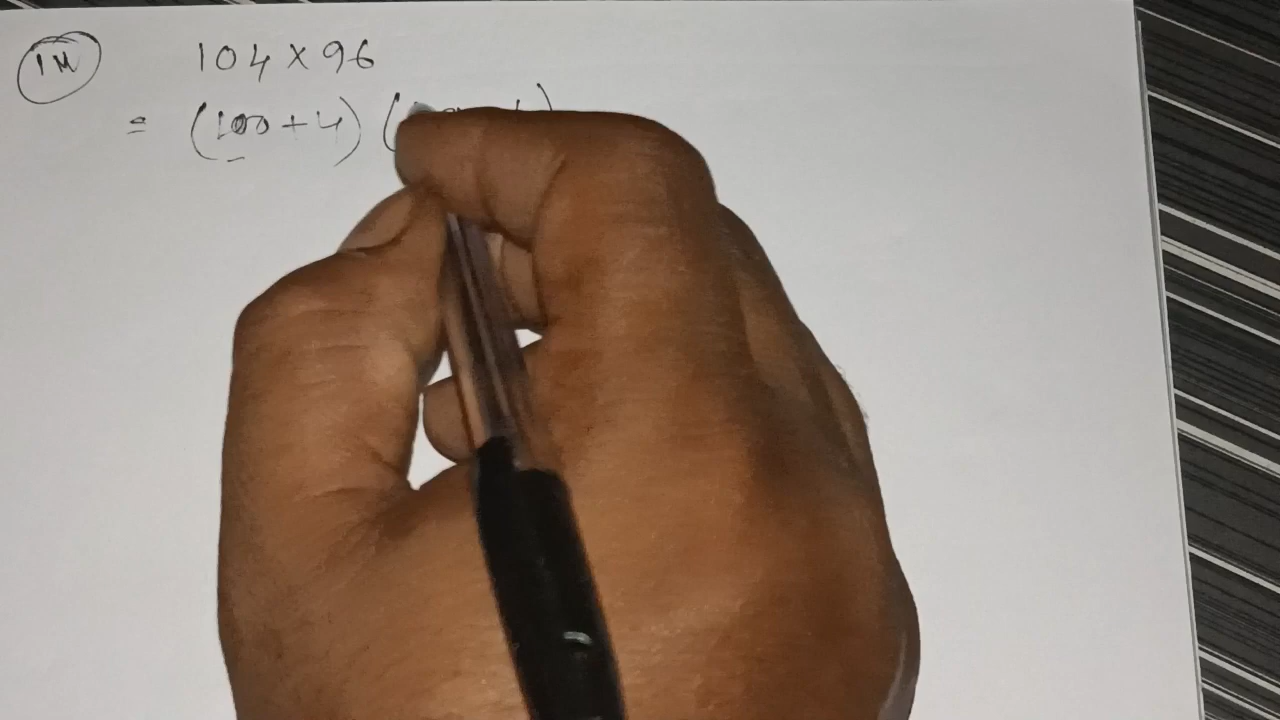 1M
104 × 96
= (100 + 4) (